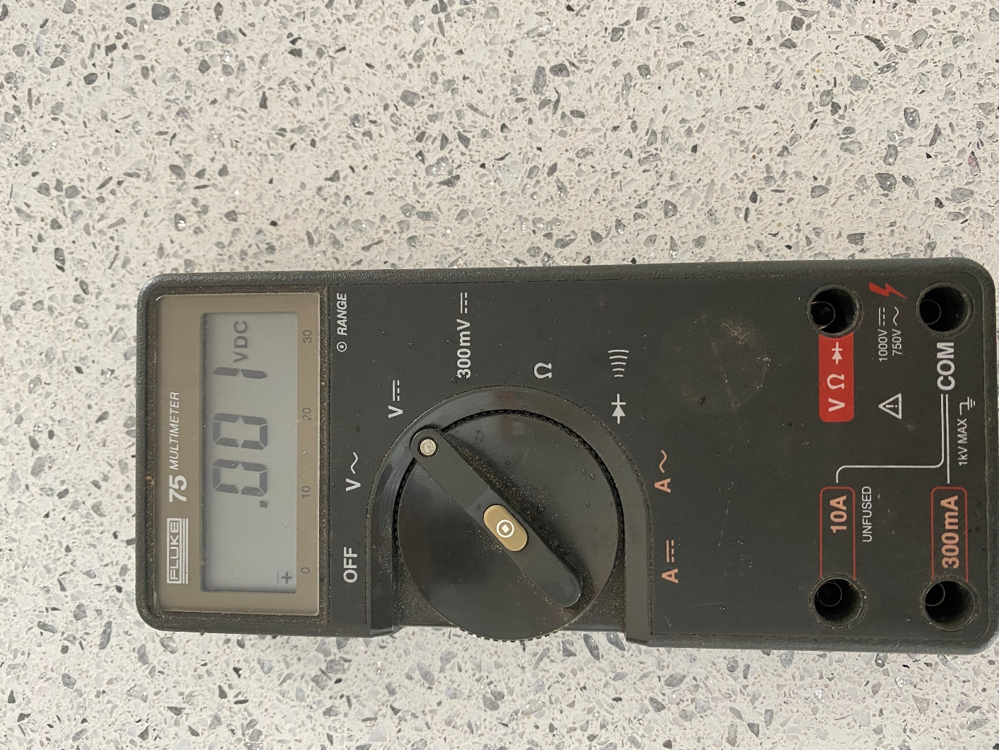 FLUKE 75 MULTIMETER
.001 VDC
0 10 20 30
RANGE
OFF
V
V
300mV
Ω
A
A
V Ω
1000V
750V
COM
10A
UNFUSED
1kV MAX
300mA